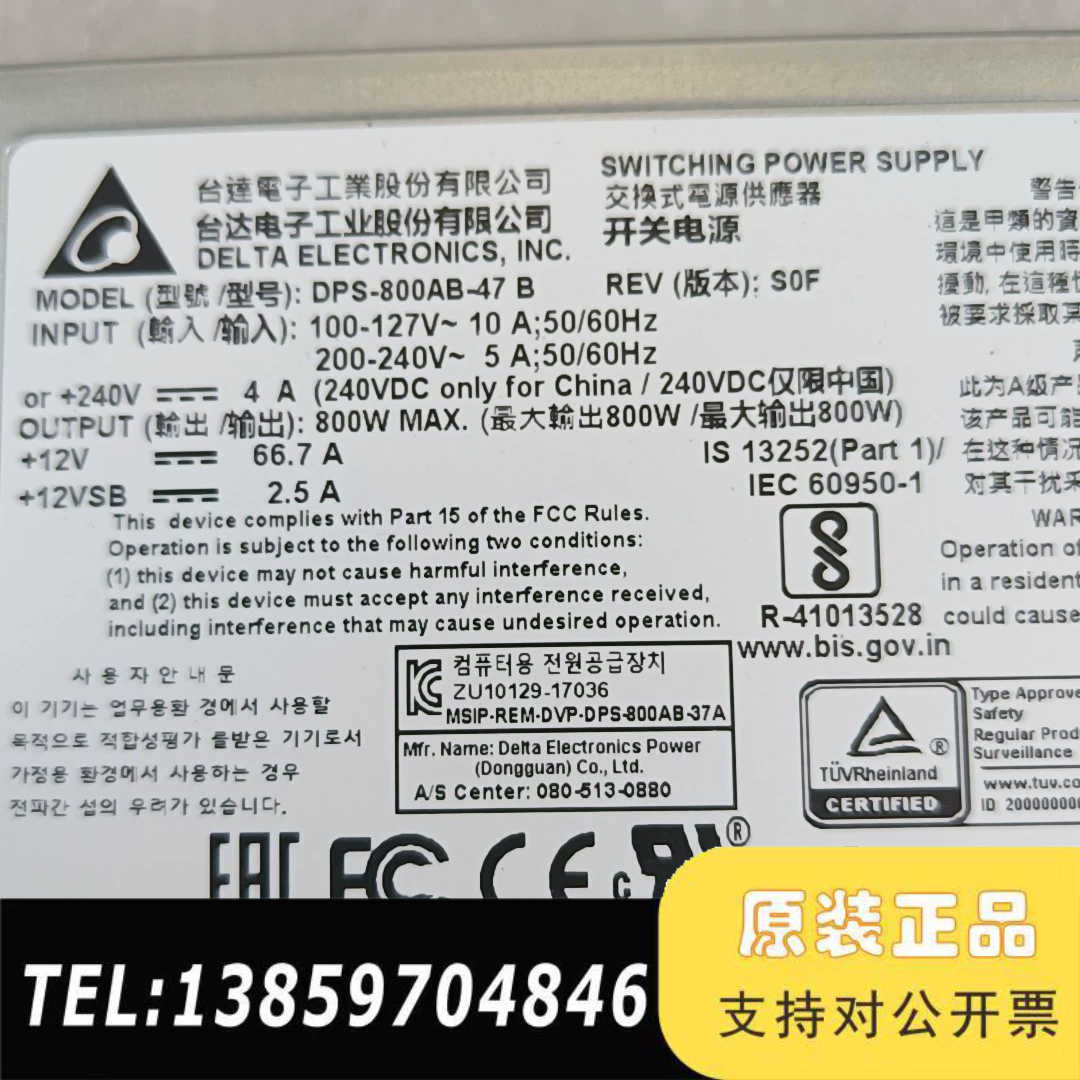 台達電子工業股份有限公司
台达电子工业股份有限公司
DELTA ELECTRONICS, INC.
SWITCHING POWER SUPPLY
交換式電源供應器
开关电源
MODEL (型號 /型号): DPS-800AB-47 B
REV (版本): S0F
INPUT (輸入 /输入): 100-127V~ 10 A;50/60Hz
200-240V~ 5 A;50/60Hz
or +240V 4 A (240VDC only for China / 240VDC仅限中国)
OUTPUT (輸出 /输出): 800W MAX. (最大輸出800W /最大输出800W)
+12V 66.7 A
+12VSB 2.5 A
IS 13252(Part 1)/
IEC 60950-1
R-41013528
www.bis.gov.in
This device complies with Part 15 of the FCC Rules.
Operation is subject to the following two conditions:
(1) this device may not cause harmful interference,
and (2) this device must accept any interference received,
including interference that may cause undesired operation.
警告
這是甲類的資
環境中使用時
擾動, 在這種
被要求採取某
此为A级产
该产品可能
在这种情况
对其干扰采
WAR
Operation of
in a resident
could cause
사용자안내문
이 기기는 업무용환 경에서 사용할
목적으로 적합성평가 를받은 기기로서
가정용 환경에서 사용하는 경우
전파간 섭의 우려가 있습니다.
컴퓨터용 전원공급장치
ZU10129-17036
MSIP-REM-DVP-DPS-800AB-37A
Mfr. Name: Delta Electronics Power
(Dongguan) Co., Ltd.
A/S Center: 080-513-0880
TÜVRheinland
CERTIFIED
Type Approve
Safety
Regular Prod
Surveillance
www.tuv.co
ID 200000000
EAC FC CE c ®
TEL:13859704846
原装正品
支持对公开票